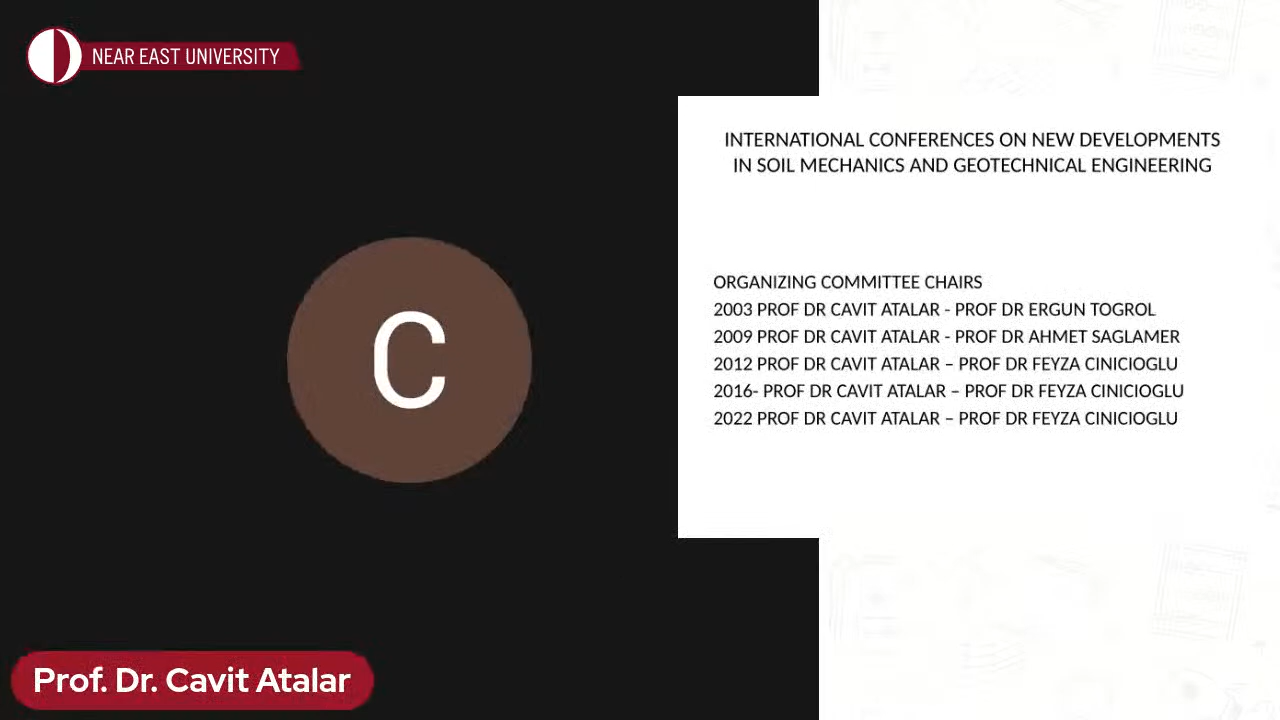 NEAR EAST UNIVERSITY
INTERNATIONAL CONFERENCES ON NEW DEVELOPMENTS
IN SOIL MECHANICS AND GEOTECHNICAL ENGINEERING
ORGANIZING COMMITTEE CHAIRS
2003 PROF DR CAVIT ATALAR - PROF DR ERGUN TOGROL
2009 PROF DR CAVIT ATALAR - PROF DR AHMET SAGLAMER
2012 PROF DR CAVIT ATALAR – PROF DR FEYZA CINICIOGLU
2016- PROF DR CAVIT ATALAR – PROF DR FEYZA CINICIOGLU
2022 PROF DR CAVIT ATALAR – PROF DR FEYZA CINICIOGLU
C
Prof. Dr. Cavit Atalar